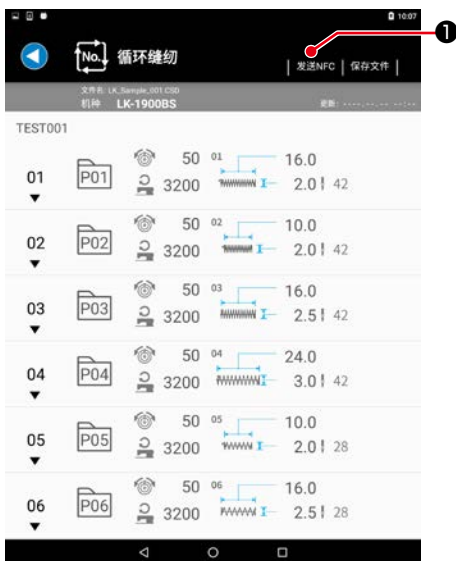 10:07
No. 循环缝纫
发送NFC | 保存文件 |
❶
文件名: LK_Sample_001.CSD
机种 LK-1900BS
更新: ----.--.-- --:--
TEST001
01 P01 50 01 16.0
3200 2.0 42
02 P02 50 02 10.0
3200 2.0 42
03 P03 50 03 16.0
3200 2.5 42
04 P04 50 04 24.0
3200 3.0 42
05 P05 50 05 10.0
3200 2.0 28
06 P06 50 06 16.0
3200 2.5 28